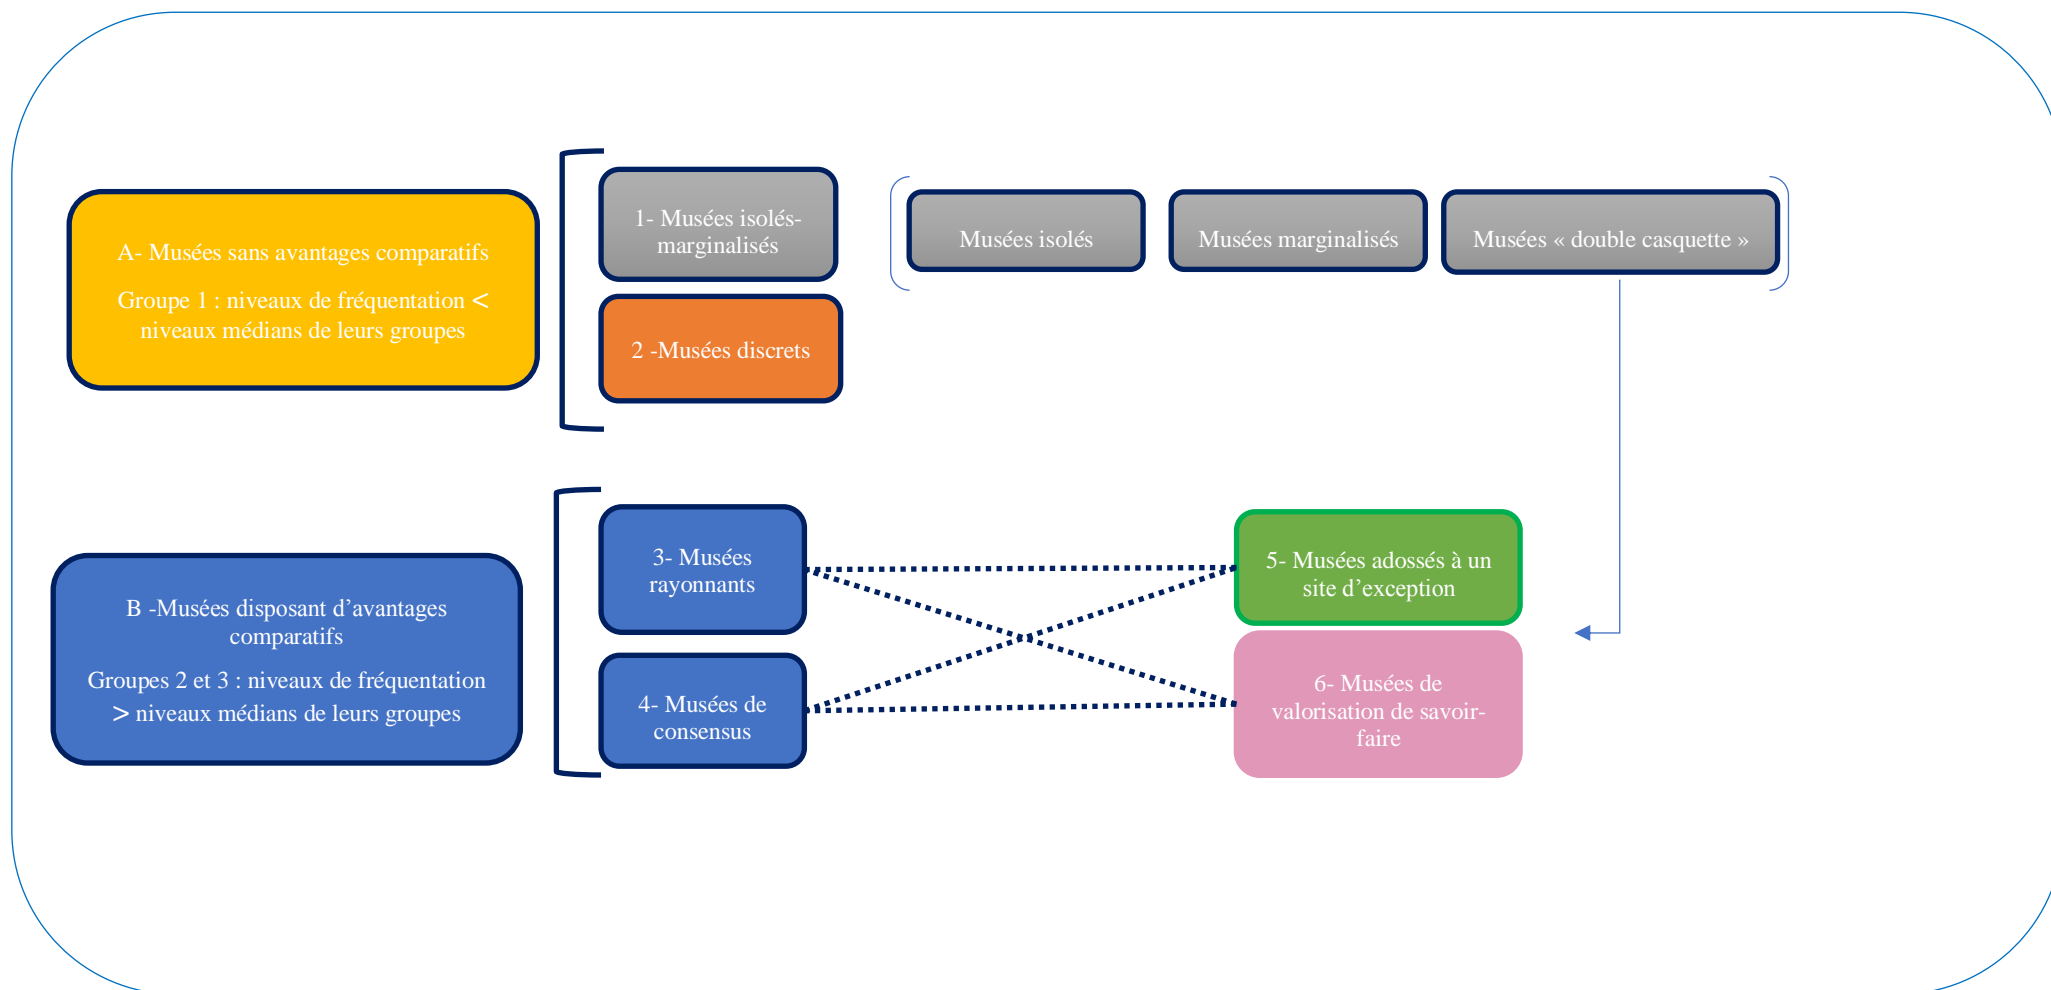 A- Musées sans avantages comparatifs
Groupe 1 : niveaux de fréquentation <
niveaux médians de leurs groupes
1- Musées isolés-
marginalisés
2 -Musées discrets
Musées isolés
Musées marginalisés
Musées « double casquette »
B -Musées disposant d’avantages
comparatifs
Groupes 2 et 3 : niveaux de fréquentation
> niveaux médians de leurs groupes
3- Musées
rayonnants
4- Musées de
consensus
5- Musées adossés à un
site d’exception
6- Musées de
valorisation de savoir-
faire